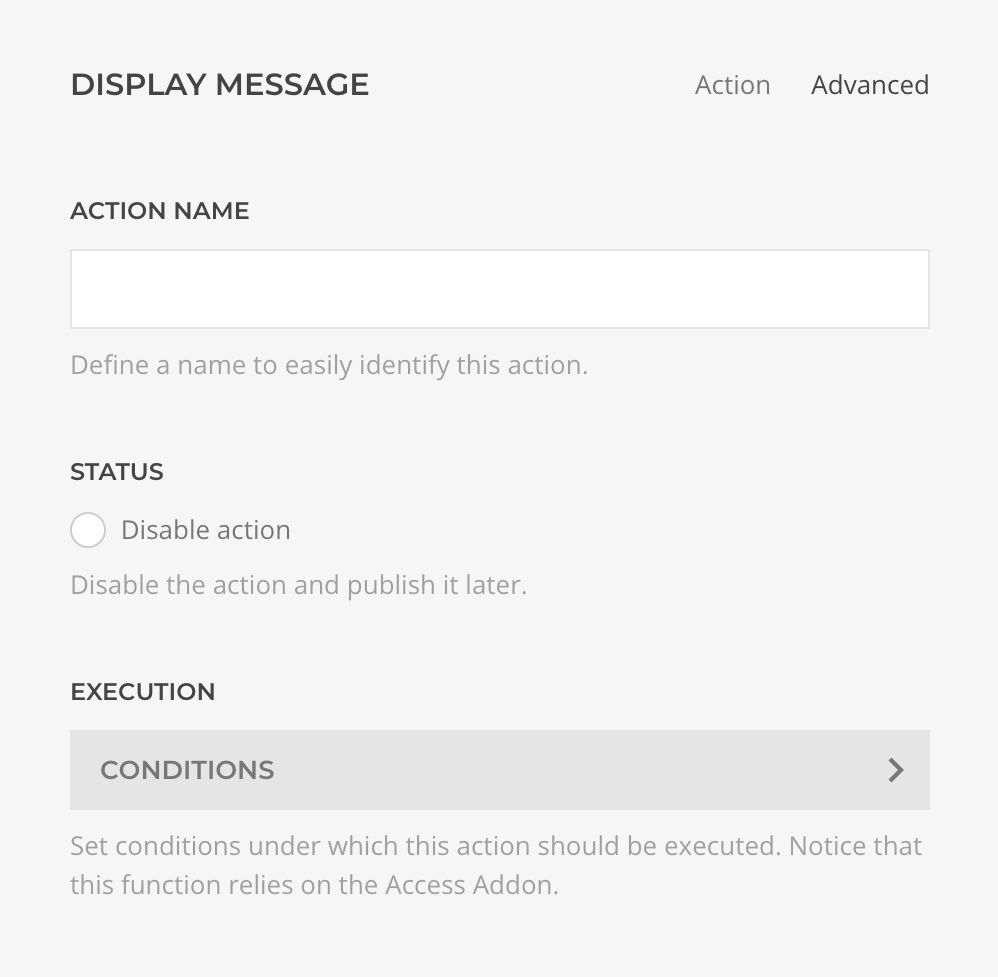 DISPLAY MESSAGE Action Advanced
ACTION NAME
Define a name to easily identify this action.
STATUS
Disable action
Disable the action and publish it later.
EXECUTION
CONDITIONS
Set conditions under which this action should be executed. Notice that
this function relies on the Access Addon.